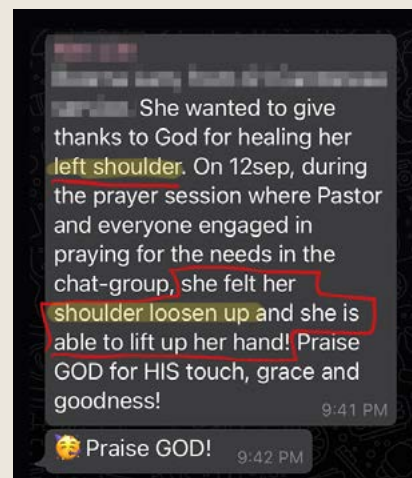 She wanted to give
thanks to God for healing her
left shoulder. On 12sep, during
the prayer session where Pastor
and everyone engaged in
praying for the needs in the
chat-group, she felt her
shoulder loosen up and she is
able to lift up her hand! Praise
GOD for HIS touch, grace and
goodness!
9:41 PM
🥳 Praise GOD!
9:42 PM